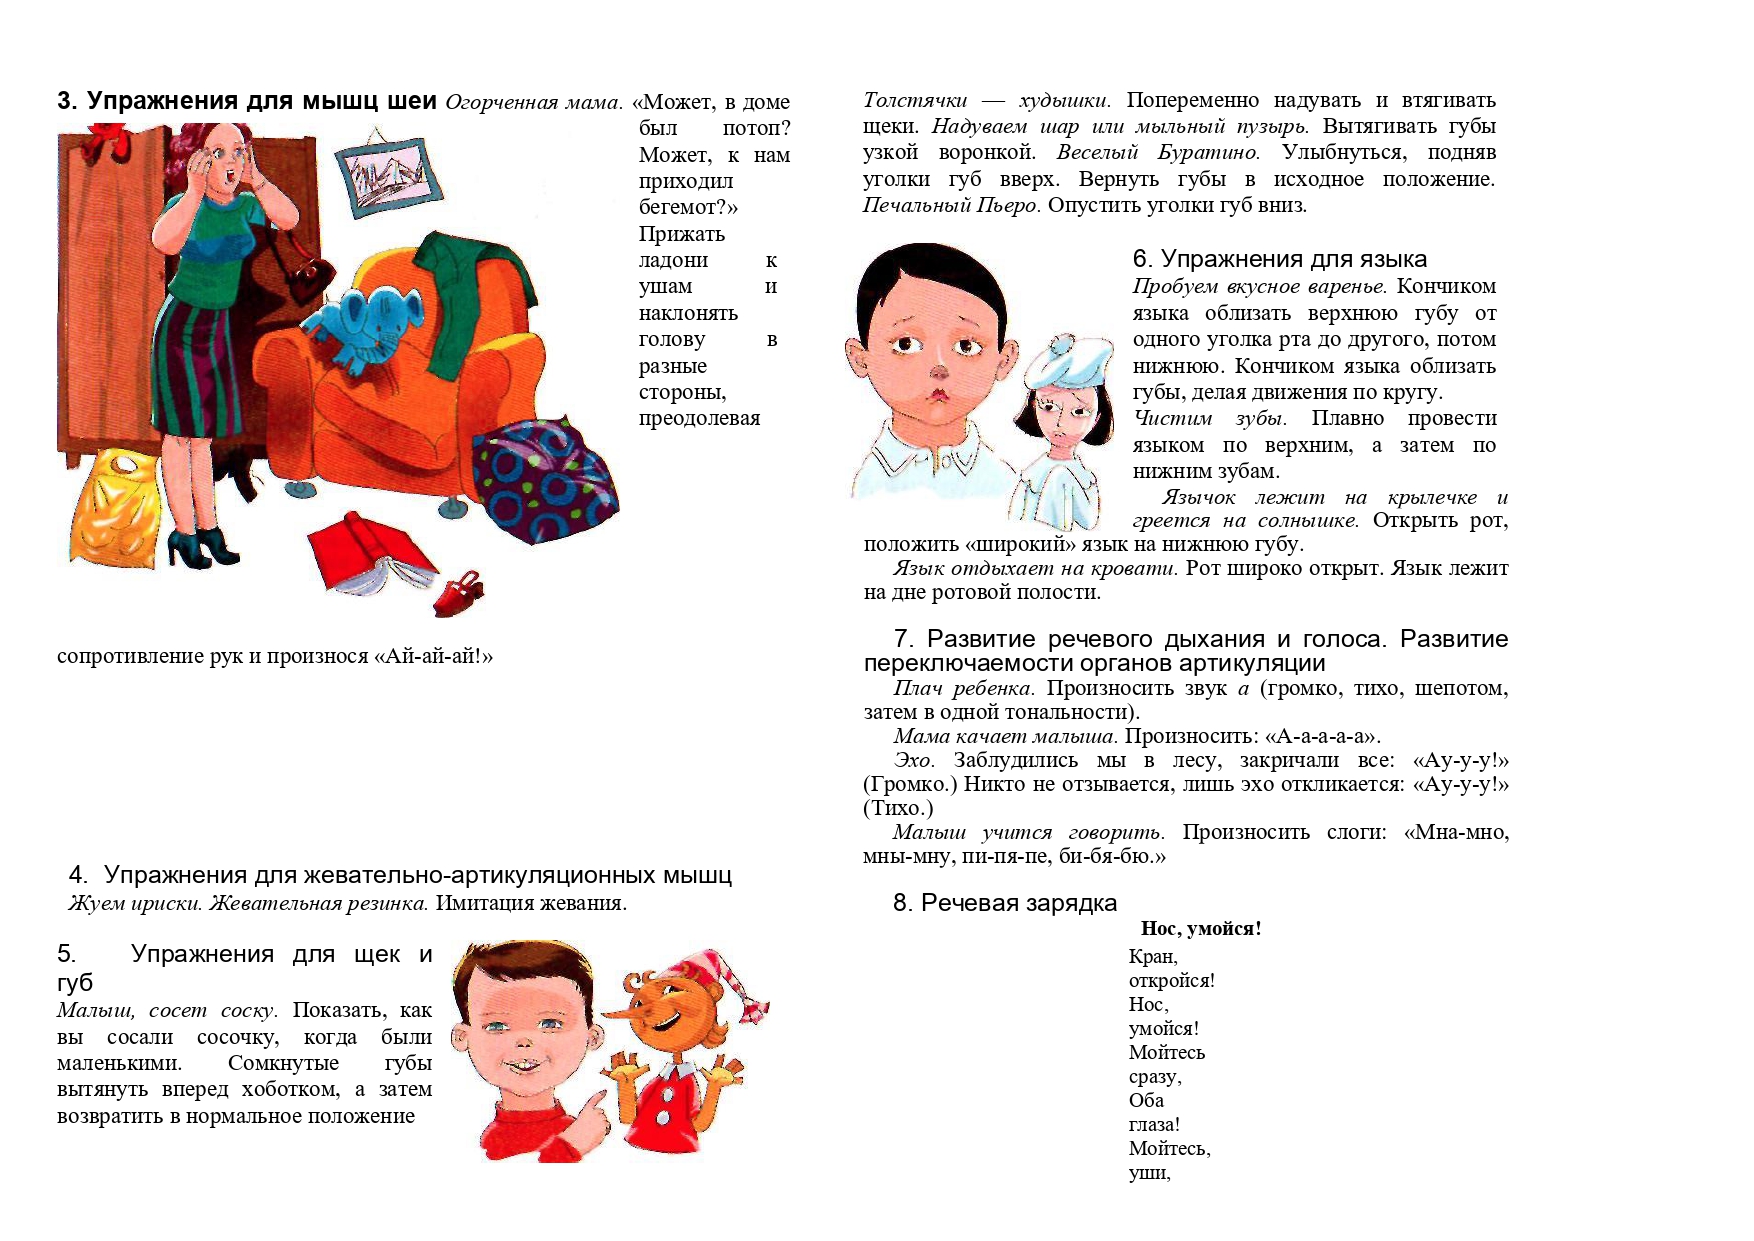 3. Упражнения для мышц шеи Огорченная мама. «Может, в доме
был потоп?
Может, к нам
приходил
бегемот?»
Прижать
ладони к
ушам и
наклонять
голову в
разные
стороны,
преодолевая
сопротивление рук и произнося «Ай-ай-ай!»
4. Упражнения для жевательно-артикуляционных мышц
Жуем ириски. Жевательная резинка. Имитация жевания.
5. Упражнения для щек и
губ
Малыш, сосет соску. Показать, как
вы сосали сосочку, когда были
маленькими. Сомкнутые губы
вытянуть вперед хоботком, а затем
возвратить в нормальное положение
Толстячки — худышки. Попеременно надувать и втягивать
щеки. Надуваем шар или мыльный пузырь. Вытягивать губы
узкой воронкой. Веселый Буратино. Улыбнуться, подняв
уголки губ вверх. Вернуть губы в исходное положение.
Печальный Пьеро. Опустить уголки губ вниз.
6. Упражнения для языка
Пробуем вкусное варенье. Кончиком
языка облизать верхнюю губу от
одного уголка рта до другого, потом
нижнюю. Кончиком языка облизать
губы, делая движения по кругу.
Чистим зубы. Плавно провести
языком по верхним, а затем по
нижним зубам.
Язычок лежит на крылечке и
греется на солнышке. Открыть рот,
положить «широкий» язык на нижнюю губу.
Язык отдыхает на кровати. Рот широко открыт. Язык лежит
на дне ротовой полости.
7. Развитие речевого дыхания и голоса. Развитие
переключаемости органов артикуляции
Плач ребенка. Произносить звук а (громко, тихо, шепотом,
затем в одной тональности).
Мама качает малыша. Произносить: «А-а-а-а-а».
Эхо. Заблудились мы в лесу, закричали все: «Ау-у-у!»
(Громко.) Никто не отзывается, лишь эхо откликается: «Ау-у-у!»
(Тихо.)
Малыш учится говорить. Произносить слоги: «Мна-мно,
мны-мну, пи-пя-пе, би-бя-бю.»
8. Речевая зарядка
Нос, умойся!
Кран,
откройся!
Нос,
умойся!
Мойтесь
сразу,
Оба
глаза!
Мойтесь,
уши,